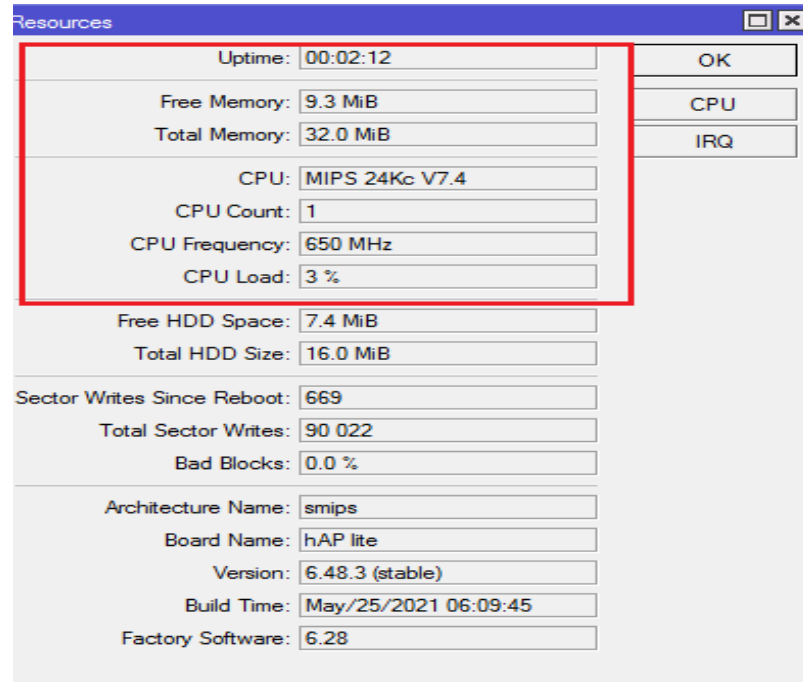 Resources
Uptime: 00:02:12
OK
Free Memory: 9.3 MiB
CPU
Total Memory: 32.0 MiB
IRQ
CPU: MIPS 24Kc V7.4
CPU Count: 1
CPU Frequency: 650 MHz
CPU Load: 3 %
Free HDD Space: 7.4 MiB
Total HDD Size: 16.0 MiB
Sector Writes Since Reboot: 669
Total Sector Writes: 90 022
Bad Blocks: 0.0 %
Architecture Name: smips
Board Name: hAP lite
Version: 6.48.3 (stable)
Build Time: May/25/2021 06:09:45
Factory Software: 6.28